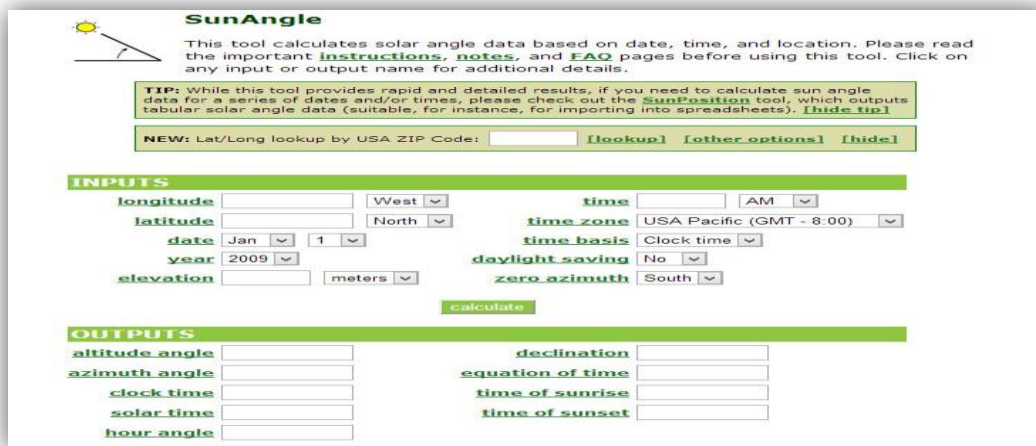 SunAngle
This tool calculates solar angle data based on date, time, and location. Please read
the important instructions, notes, and FAQ pages before using this tool. Click on
any input or output name for additional details.
TIP: While this tool provides rapid and detailed results, if you need to calculate sun angle
data for a series of dates and/or times, please check out the SunPosition tool, which outputs
tabular solar angle data (suitable, for instance, for importing into spreadsheets). [hide tip]
NEW: Lat/Long lookup by USA ZIP Code: [lookup] [other options] [hide]
INPUTS
longitude West time AM
latitude North time zone USA Pacific (GMT - 8:00)
date Jan 1 time basis Clock time
year 2009 daylight saving No
elevation meters zero azimuth South
calculate
OUTPUTS
altitude angle declination
azimuth angle equation of time
clock time time of sunrise
solar time time of sunset
hour angle